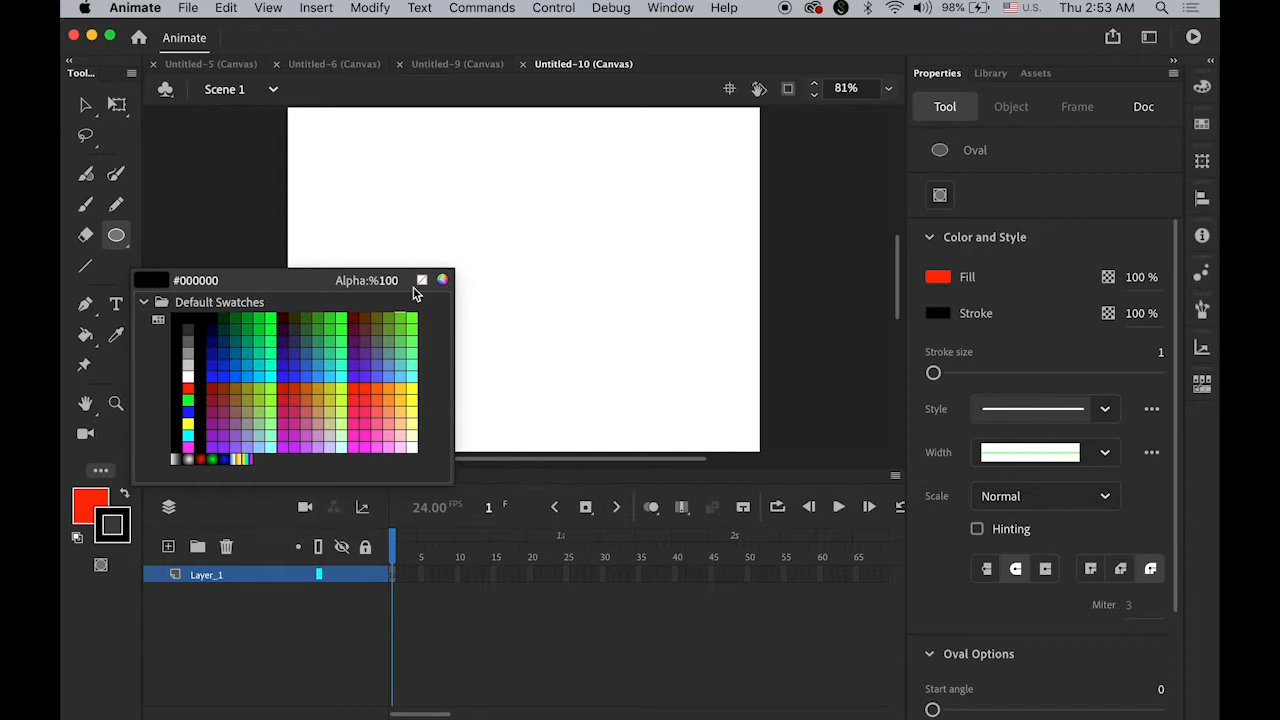 Animate File Edit View Insert Modify Text Commands Control Debug Window Help 98% U.S. Thu 2:53 AM
Animate
Tool...
Untitled-5 (Canvas) Untitled-6 (Canvas) Untitled-9 (Canvas) Untitled-10 (Canvas)
Properties Library Assets
Scene 1 81%
Tool Object Frame Doc
Oval
Color and Style
#000000 Alpha:%100
Fill 100 %
Default Swatches
Stroke 100 %
Stroke size 1
Style
Width
Scale Normal
24.00 FPS 1 F
Hinting
1s 2s
5 10 15 20 25 30 35 40 45 50 55 60 65
Layer_1
Miter 3
Oval Options
Start angle 0